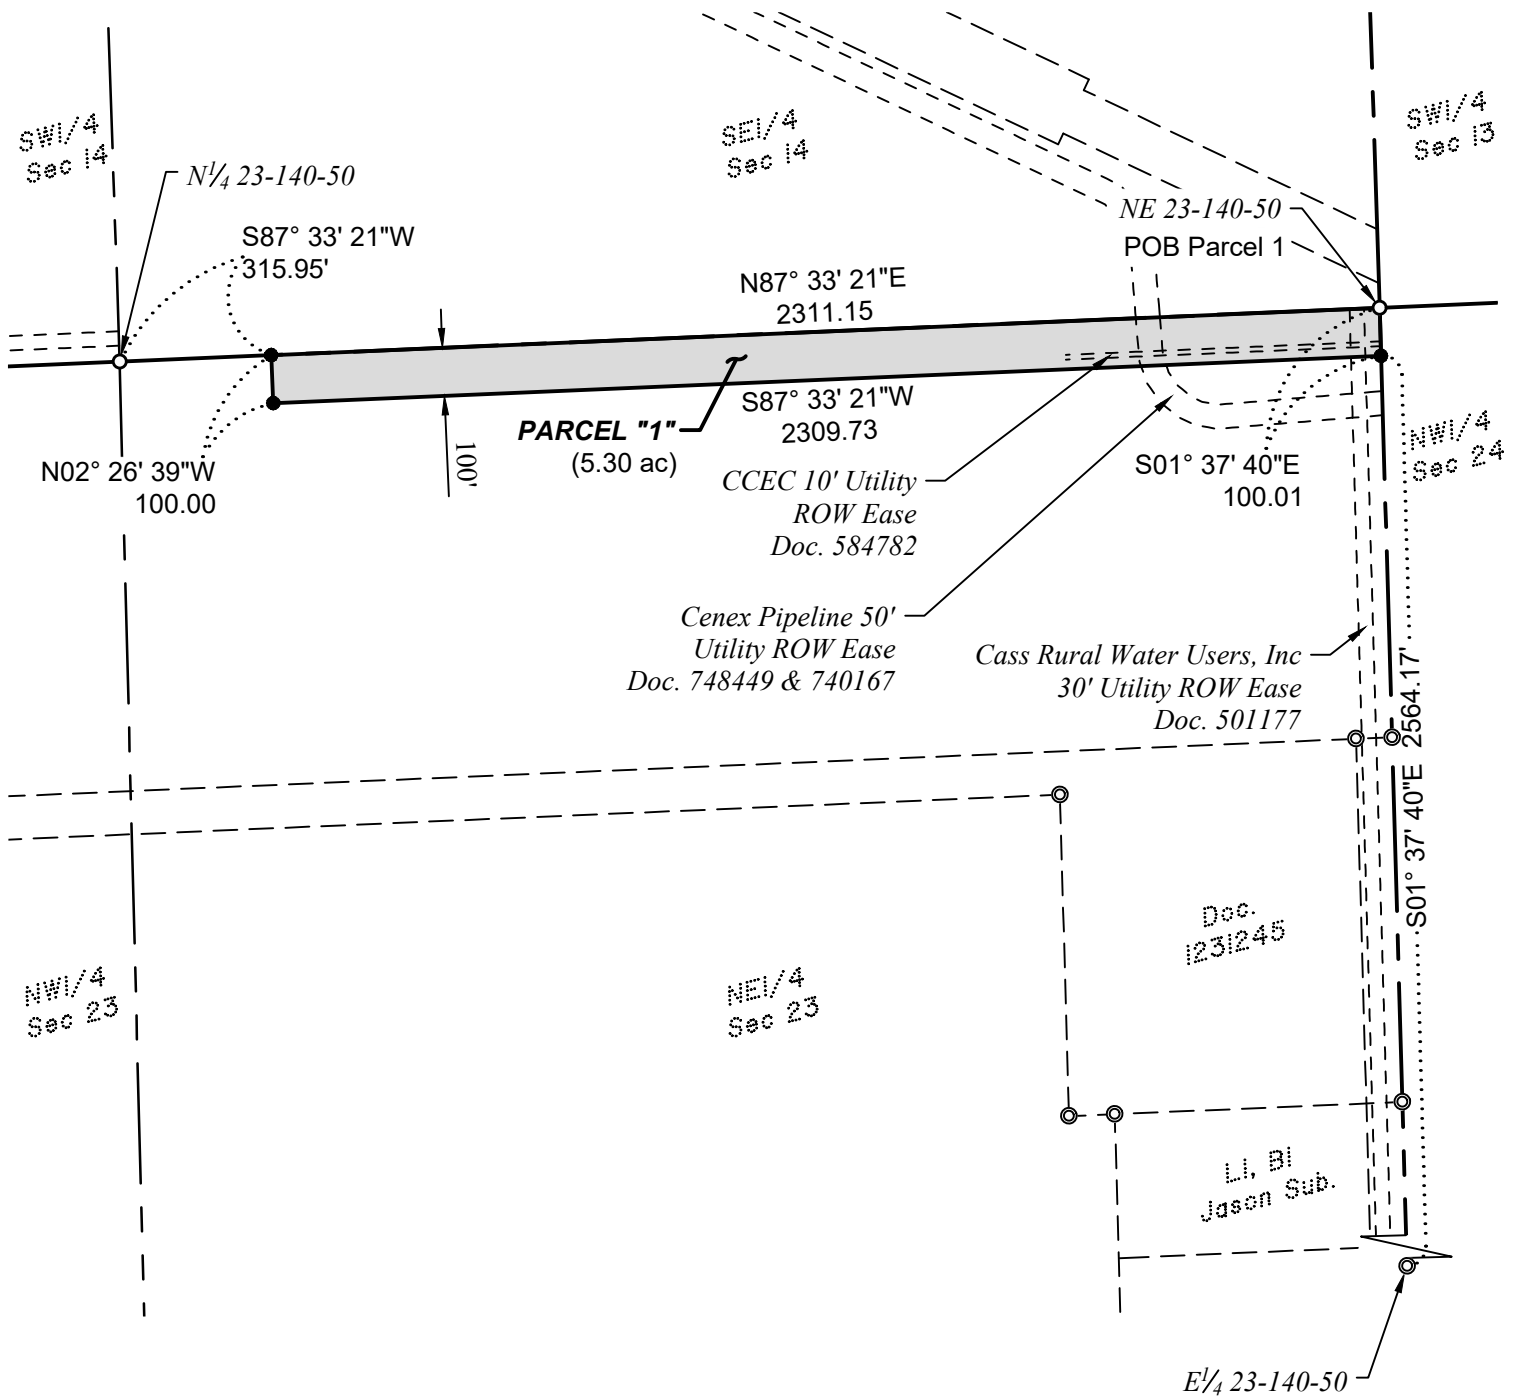 SW1/4
Sec 14
SE1/4
Sec 14
SW1/4
Sec 13
N1/4 23-140-50
NE 23-140-50
POB Parcel 1
S87° 33' 21"W
315.95'
N87° 33' 21"E
2311.15
S87° 33' 21"W
2309.73
PARCEL "1"
(5.30 ac)
100'
N02° 26' 39"W
100.00
CCEC 10' Utility
ROW Ease
Doc. 584782
S01° 37' 40"E
100.01
NW1/4
Sec 24
Cenex Pipeline 50'
Utility ROW Ease
Doc. 748449 & 740167
Cass Rural Water Users, Inc
30' Utility ROW Ease
Doc. 501177
S01° 37' 40"E 2564.17'
Doc.
1231245
NW1/4
Sec 23
NE1/4
Sec 23
L1, B1
Jason Sub.
E1/4 23-140-50